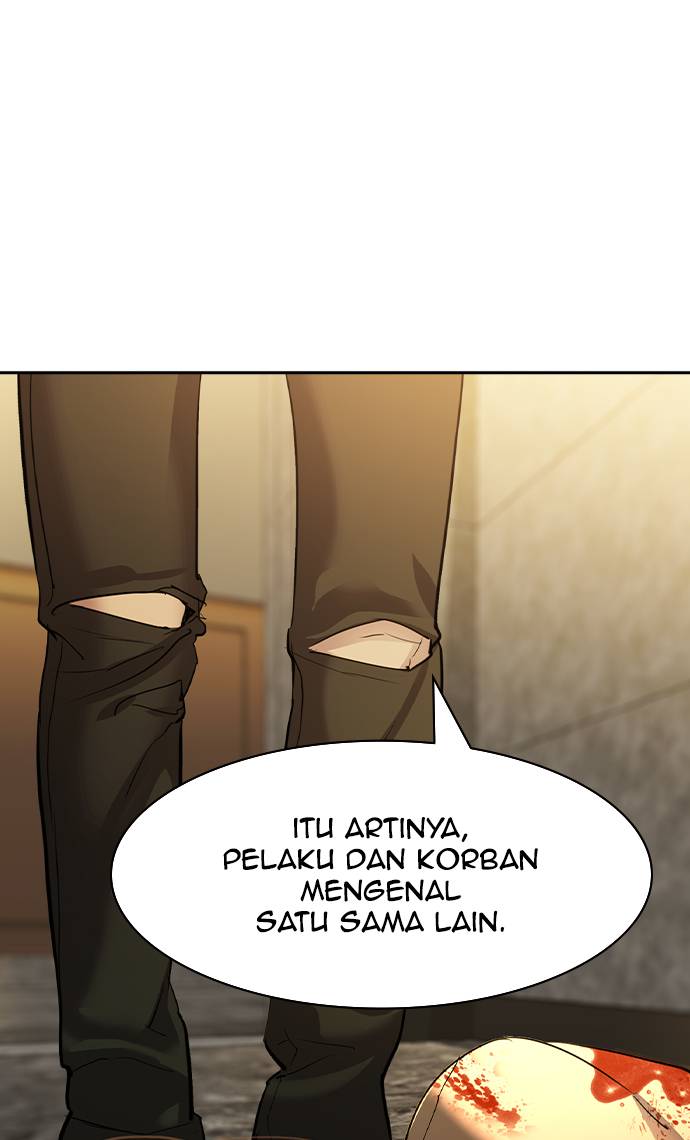 ITU ARTINYA,
PELAKU DAN KORBAN
MENGENAL
SATU SAMA LAIN.